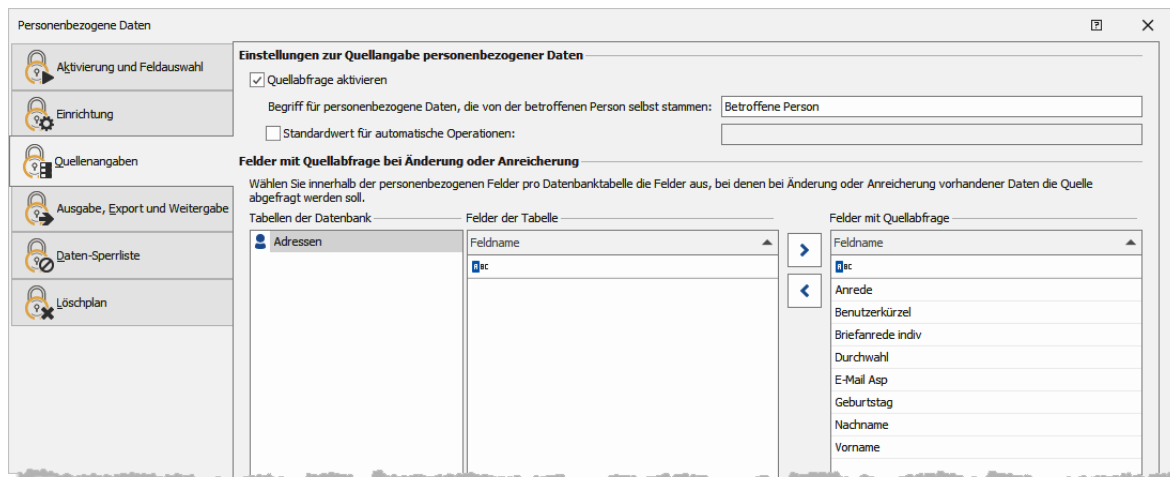 Personenbezogene Daten
Aktivierung und Feldauswahl
Einrichtung
Quellenangaben
Ausgabe, Export und Weitergabe
Daten-Sperrliste
Löschplan
Einstellungen zur Quellangabe personenbezogener Daten
Quellabfrage aktivieren
Begriff für personenbezogene Daten, die von der betroffenen Person selbst stammen: Betroffene Person
Standardwert für automatische Operationen:
Felder mit Quellabfrage bei Änderung oder Anreicherung
Wählen Sie innerhalb der personenbezogenen Felder pro Datenbanktabelle die Felder aus, bei denen bei Änderung oder Anreicherung vorhandener Daten die Quelle
abgefragt werden soll.
Tabellen der Datenbank
Adressen
Felder der Tabelle
Feldname
ABC
Felder mit Quellabfrage
Feldname
ABC
Anrede
Benutzerkürzel
Briefanrede indiv
Durchwahl
E-Mail Asp
Geburtstag
Nachname
Vorname